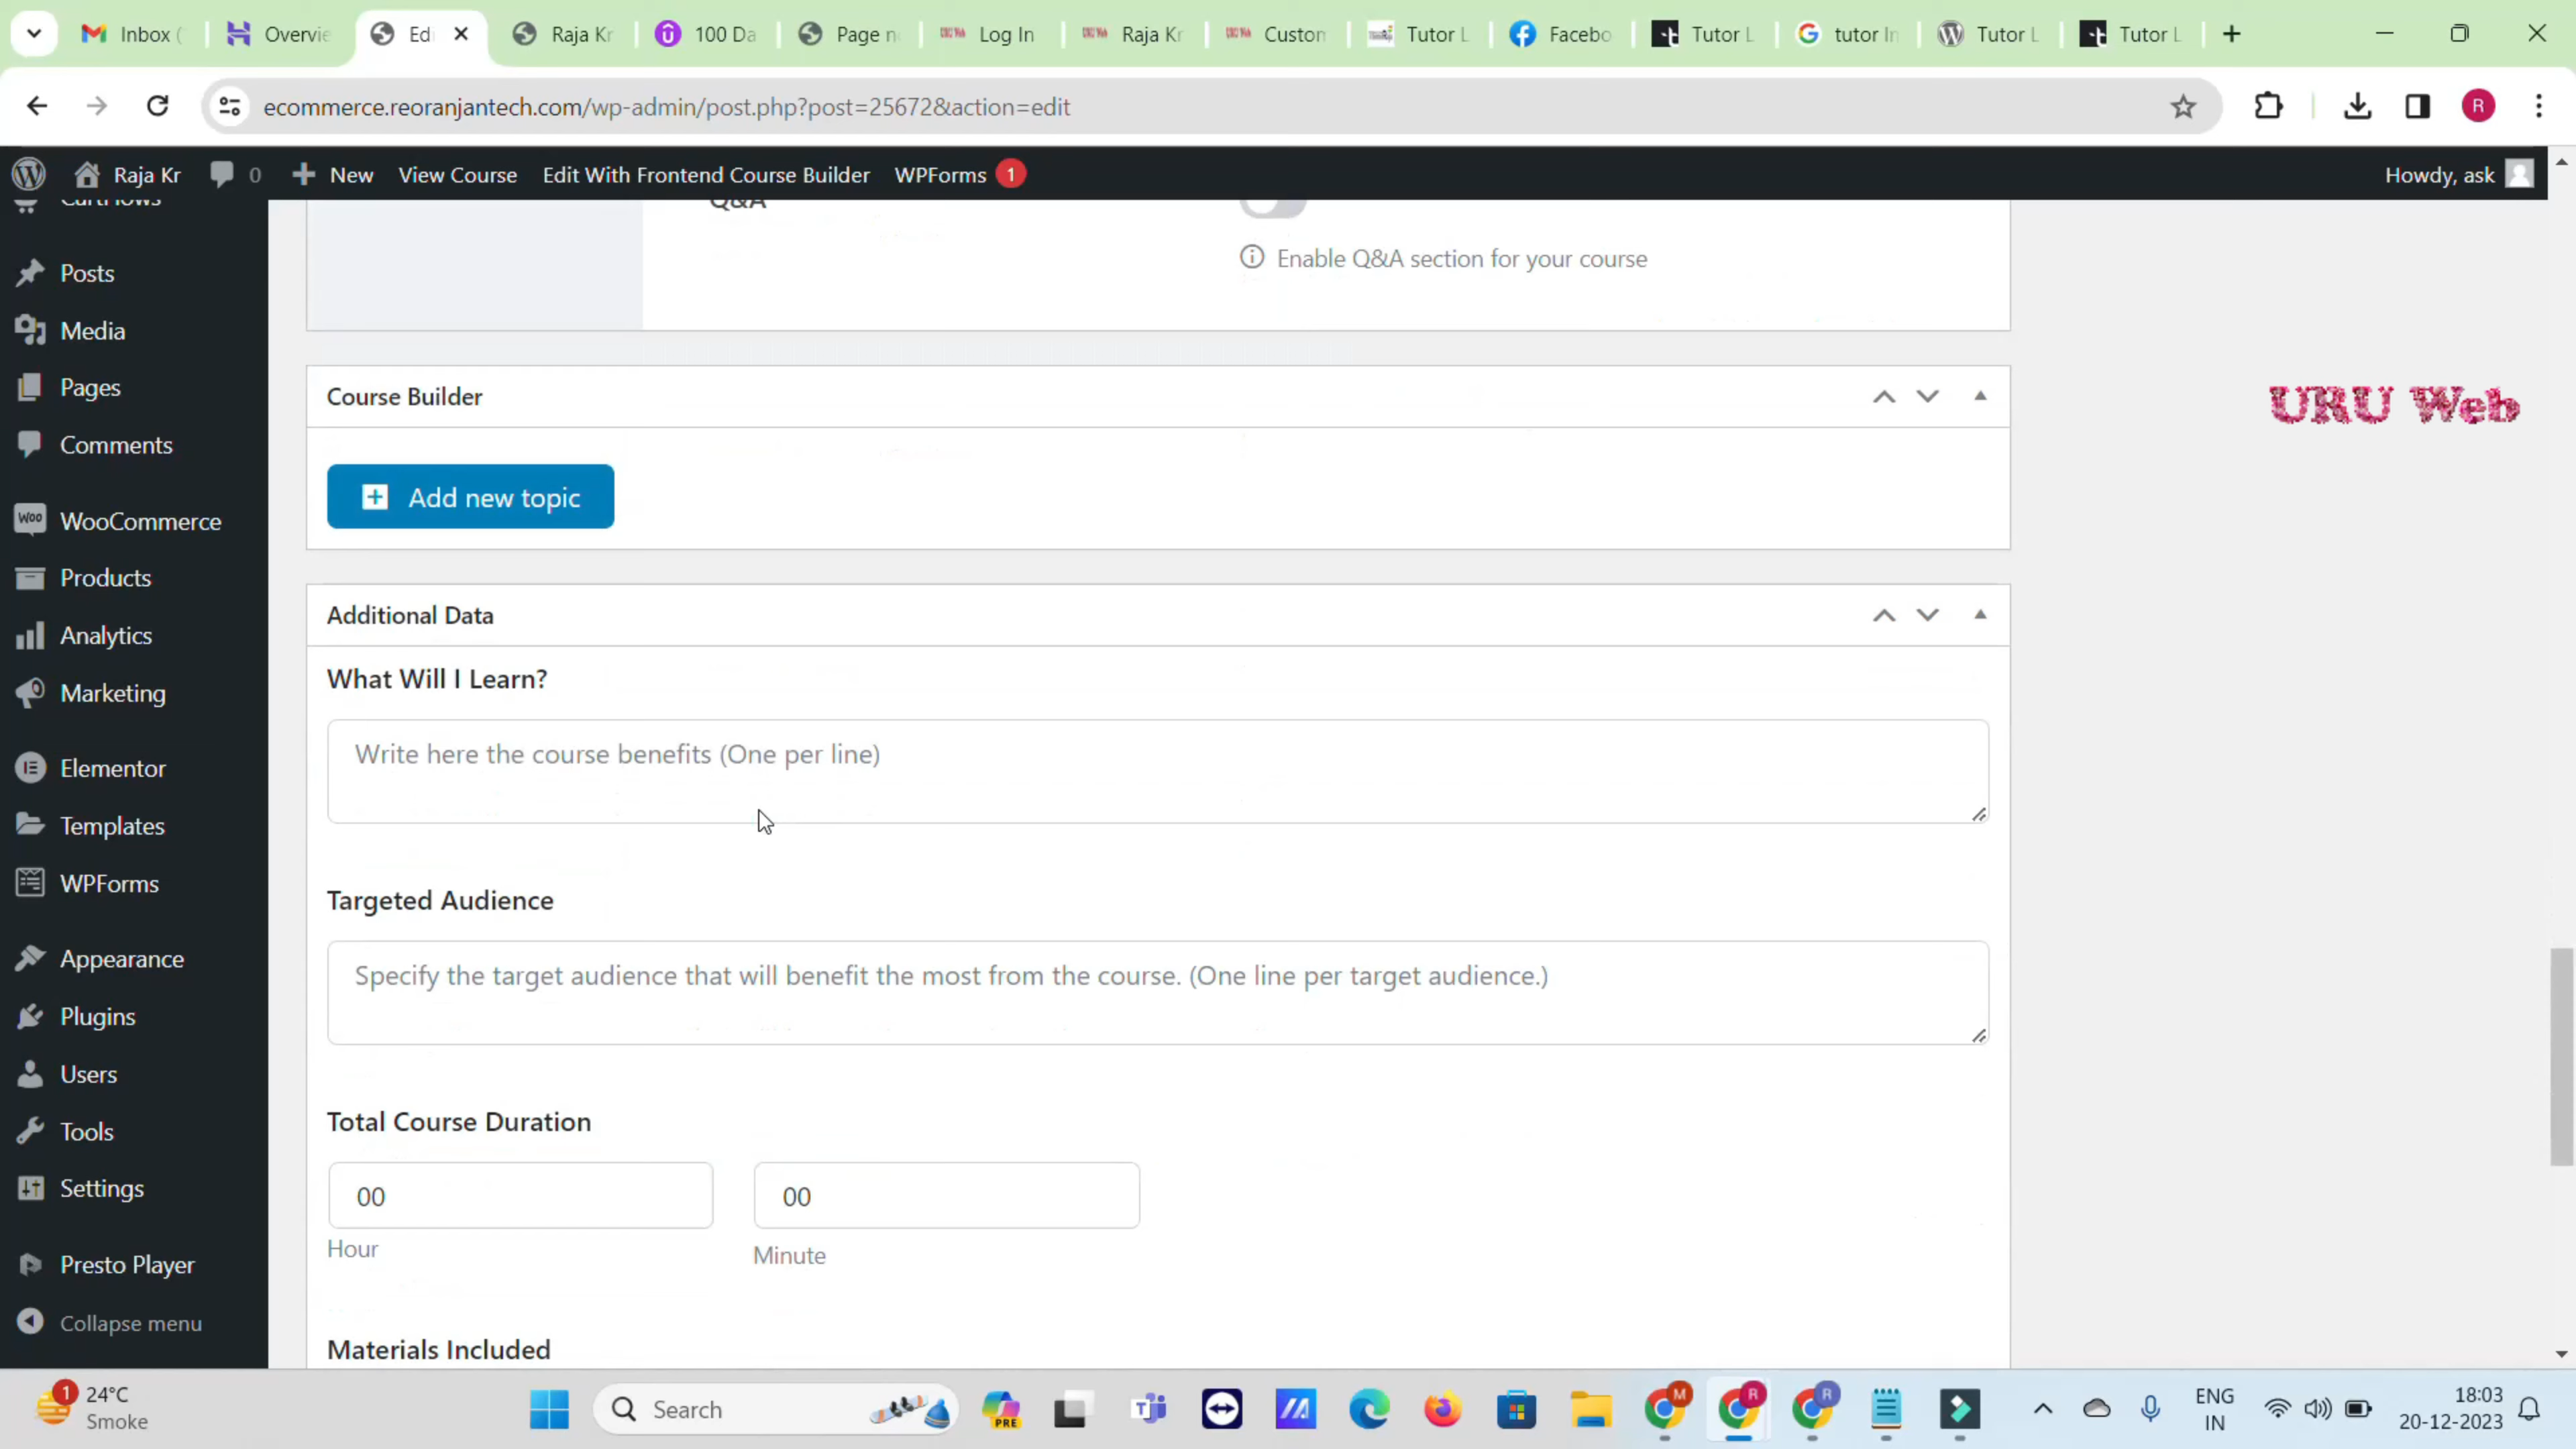 Inbox (
Overvie
Ed
Raja Kr
100 Da
Page n
Log In
Raja Kr
Custom
Tutor L
Facebo
Tutor L
tutor In
Tutor L
Tutor L
ecommerce.reoranjantech.com/wp-admin/post.php?post=25672&action=edit
R
Raja Kr
0
New
View Course
Edit With Frontend Course Builder
WPForms
1
Howdy, ask
CartFlows
Posts
Media
Pages
Comments
WooCommerce
Products
Analytics
Marketing
Elementor
Templates
WPForms
Appearance
Plugins
Users
Tools
Settings
Presto Player
Collapse menu
Q&A
Enable Q&A section for your course
Course Builder
Add new topic
URU Web
Additional Data
What Will I Learn?
Write here the course benefits (One per line)
Targeted Audience
Specify the target audience that will benefit the most from the course. (One line per target audience.)
Total Course Duration
00
00
Hour
Minute
Materials Included
1
24°C
Smoke
Search
PRE
M
R
R
ENG
IN
18:03
20-12-2023